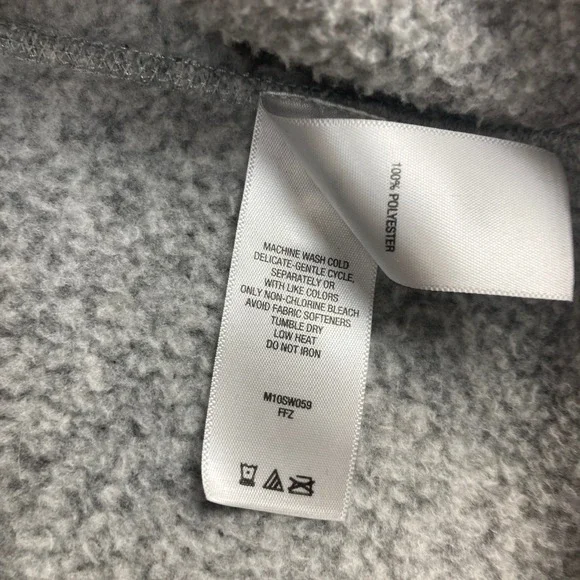 100% POLYESTER
MACHINE WASH COLD
DELICATE-GENTLE CYCLE,
SEPARATELY OR
WITH LIKE COLORS
ONLY NON-CHLORINE BLEACH
AVOID FABRIC SOFTENERS
TUMBLE DRY
LOW HEAT
DO NOT IRON
M10SW059
FFZ